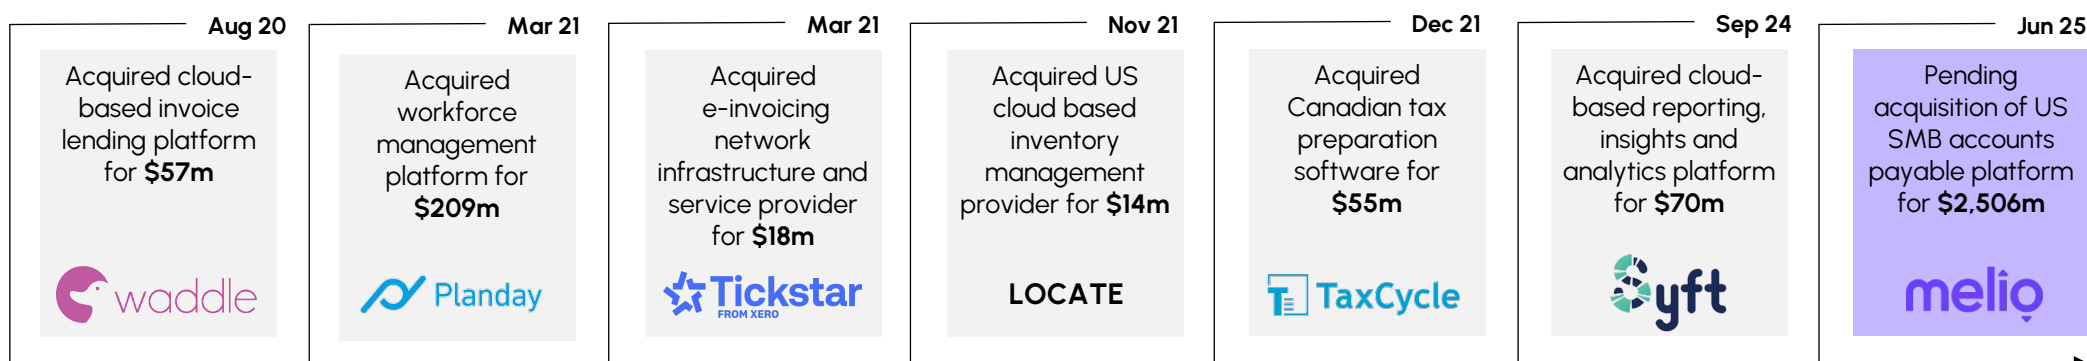 Aug 20
Acquired cloud-
based invoice
lending platform
for $57m
waddle
Mar 21
Acquired
workforce
management
platform for
$209m
Planday
Mar 21
Acquired
e-invoicing
network
infrastructure and
service provider
for $18m
Tickstar
FROM XERO
Nov 21
Acquired US
cloud based
inventory
management
provider for $14m
LOCATE
Dec 21
Acquired
Canadian tax
preparation
software for
$55m
TaxCycle
Sep 24
Acquired cloud-
based reporting,
insights and
analytics platform
for $70m
Syft
Jun 25
Pending
acquisition of US
SMB accounts
payable platform
for $2,506m
melio